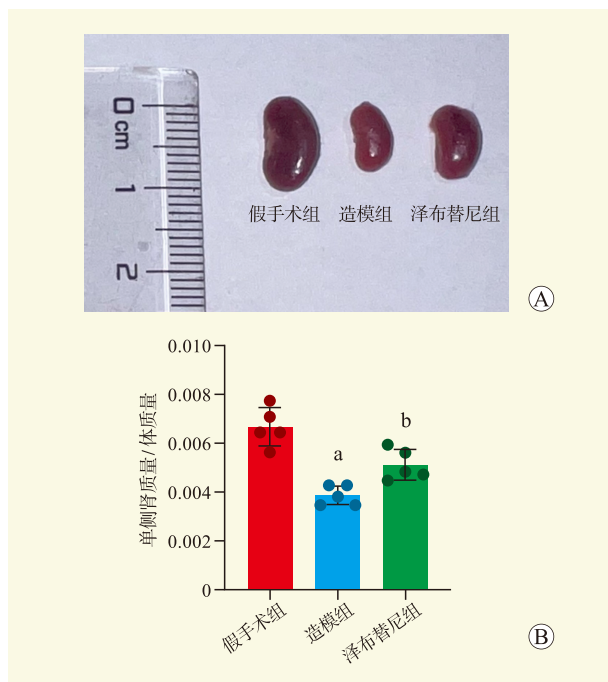 0
cm
1
2
假手术组 造模组 泽布替尼组
A
单侧肾质量/体质量
0.010
0.008
0.006
0.004
0.002
0
a
b
假手术组
造模组
泽布替尼组
B